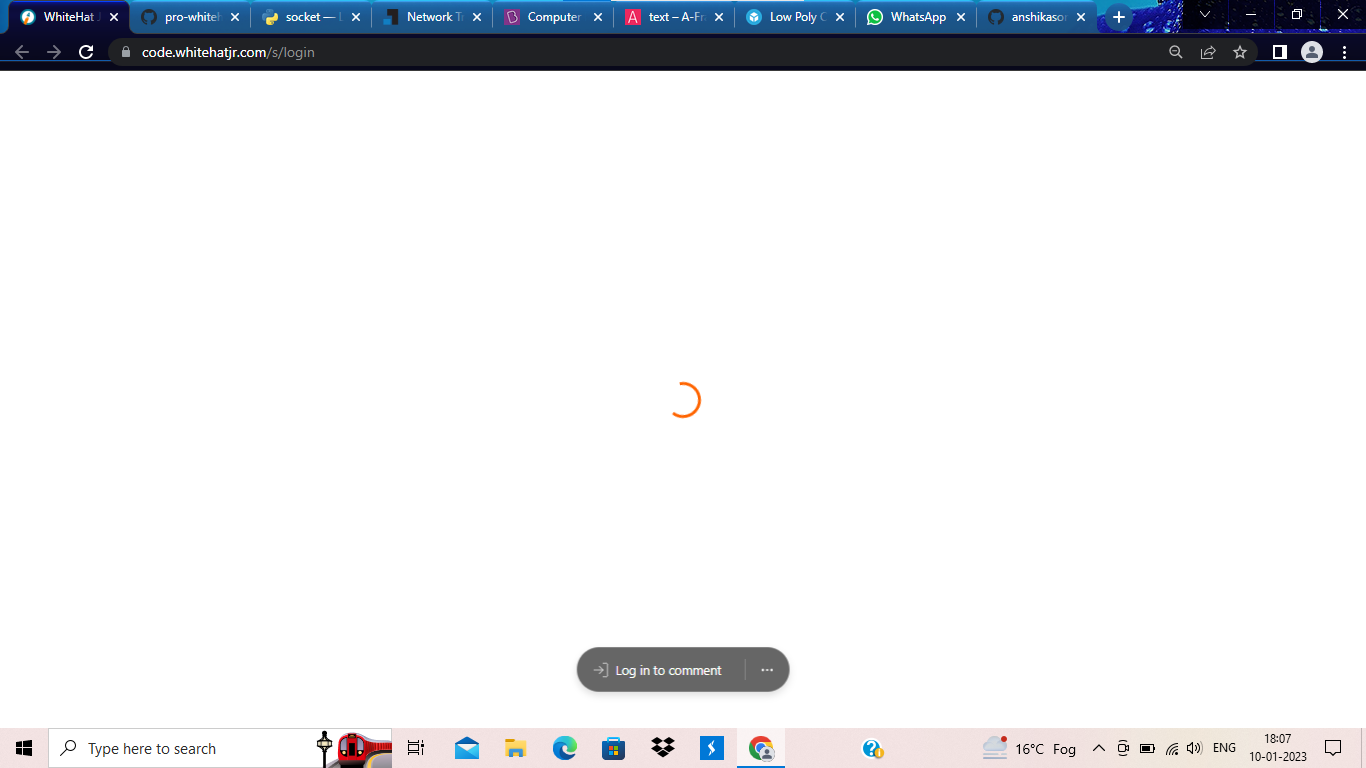 WhiteHat J
pro-whiteh
socket — L
Network T
Computer
text – A-Fr
Low Poly C
WhatsApp
anshikason
code.whitehatjr.com/s/login
Log in to comment
Type here to search
16°C Fog
ENG
18:07
10-01-2023